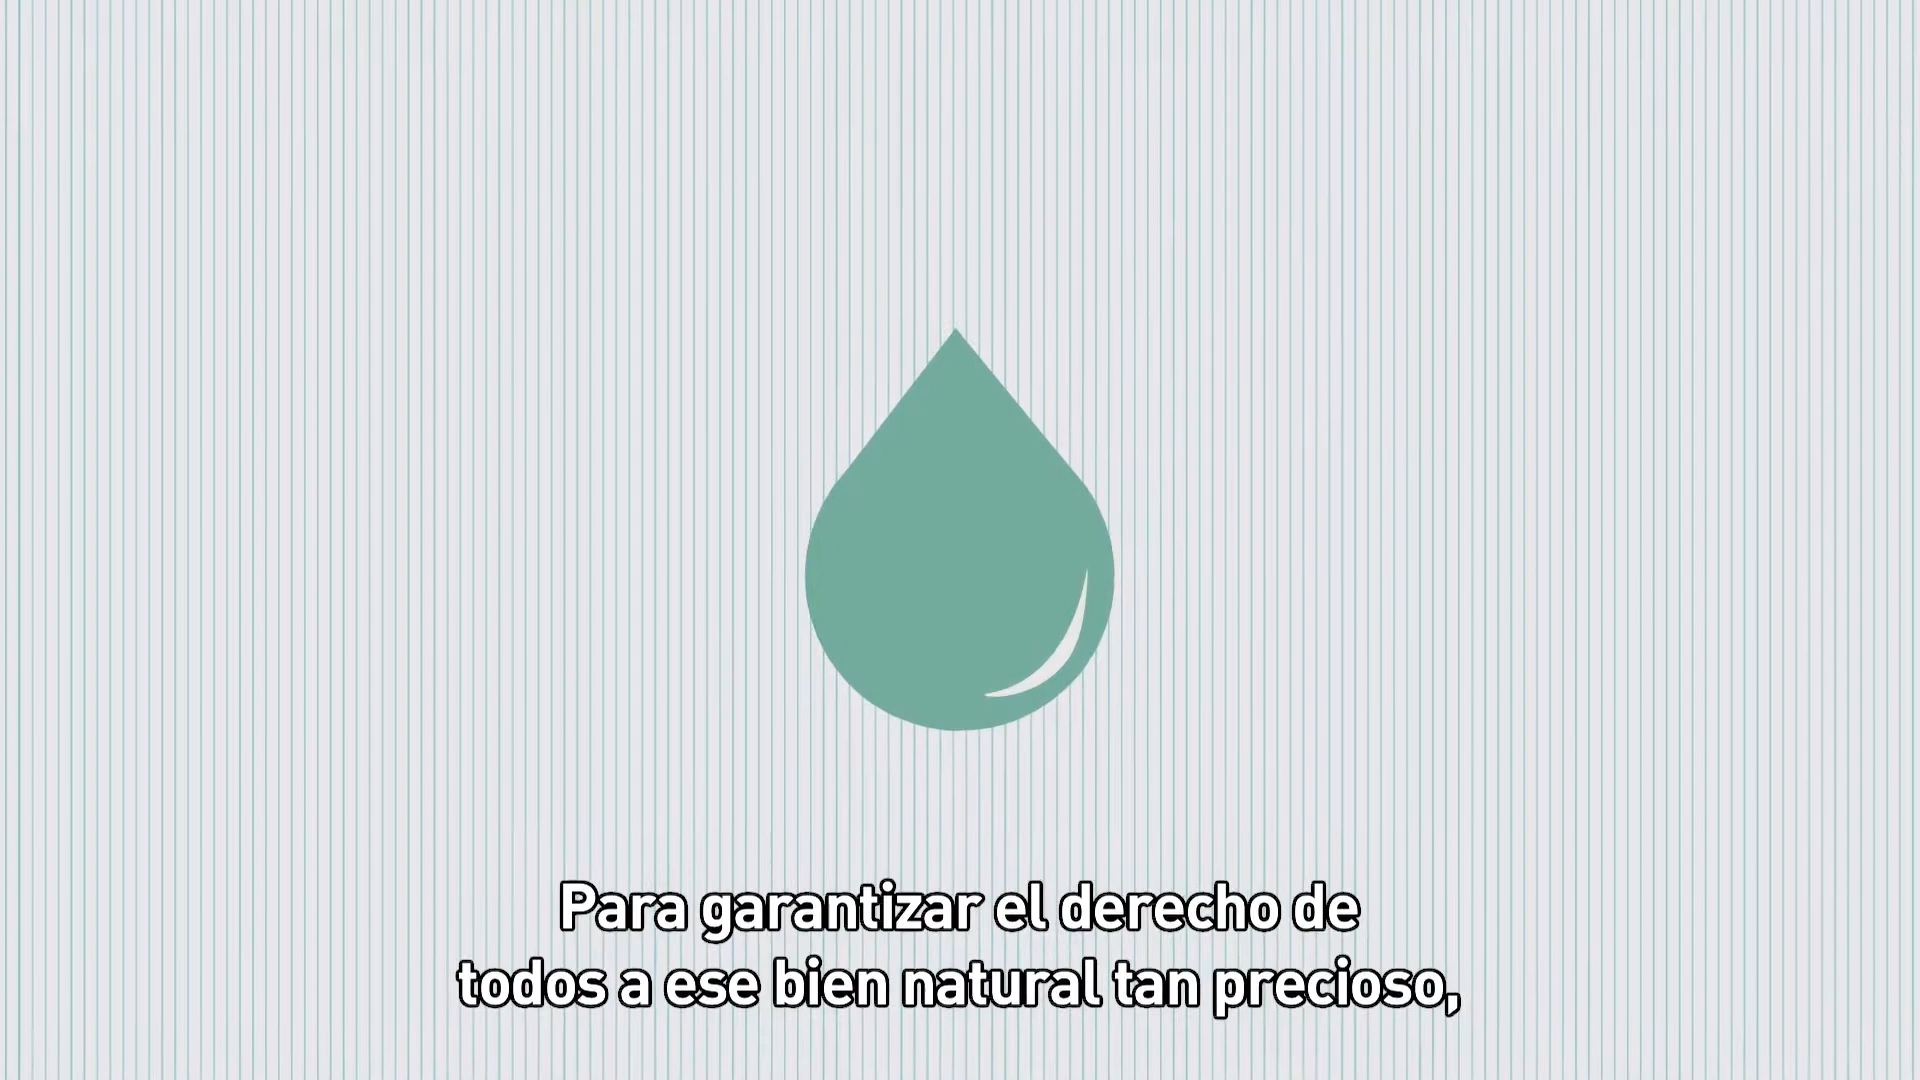 Para garantizar el derecho de
todos a ese bien natural tan precioso,